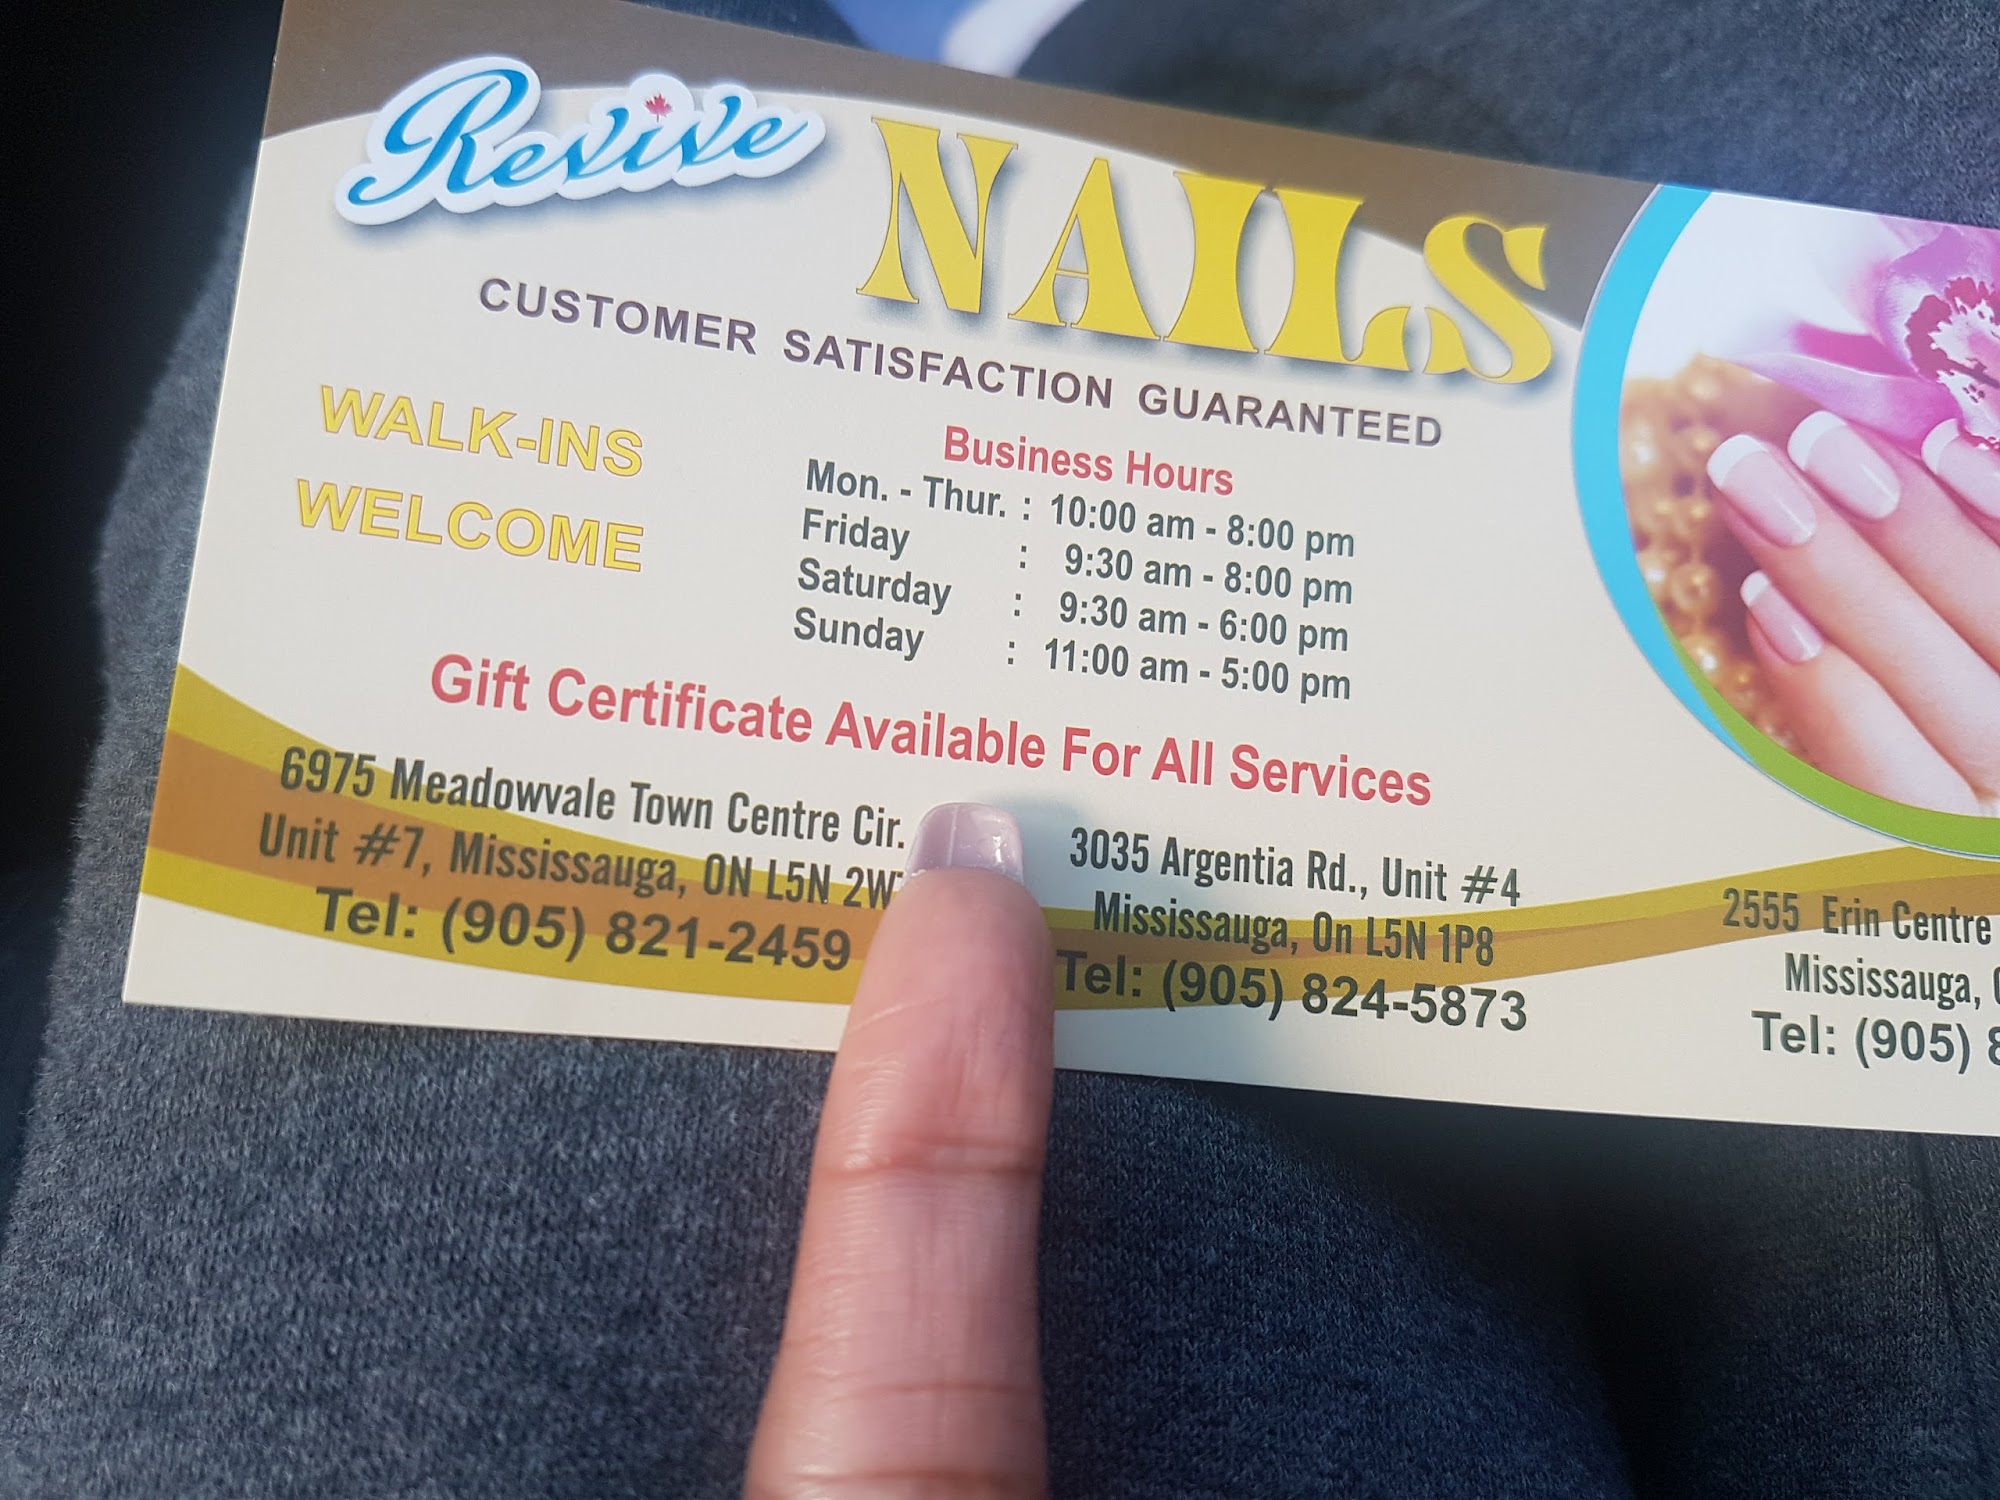 Revive NAILS
CUSTOMER SATISFACTION GUARANTEED
WALK-INS
WELCOME
Business Hours
Mon. - Thur. : 10:00 am - 8:00 pm
Friday : 9:30 am - 8:00 pm
Saturday : 9:30 am - 6:00 pm
Sunday : 11:00 am - 5:00 pm
Gift Certificate Available For All Services
6975 Meadowvale Town Centre Cir.
Unit #7, Mississauga, ON L5N
Tel: (905) 821-2459
3035 Argentia Rd., Unit #4
Mississauga, On L5N 1P8
Tel: (905) 824-5873
2555 Erin Centre
Mississauga,
Tel: (905)